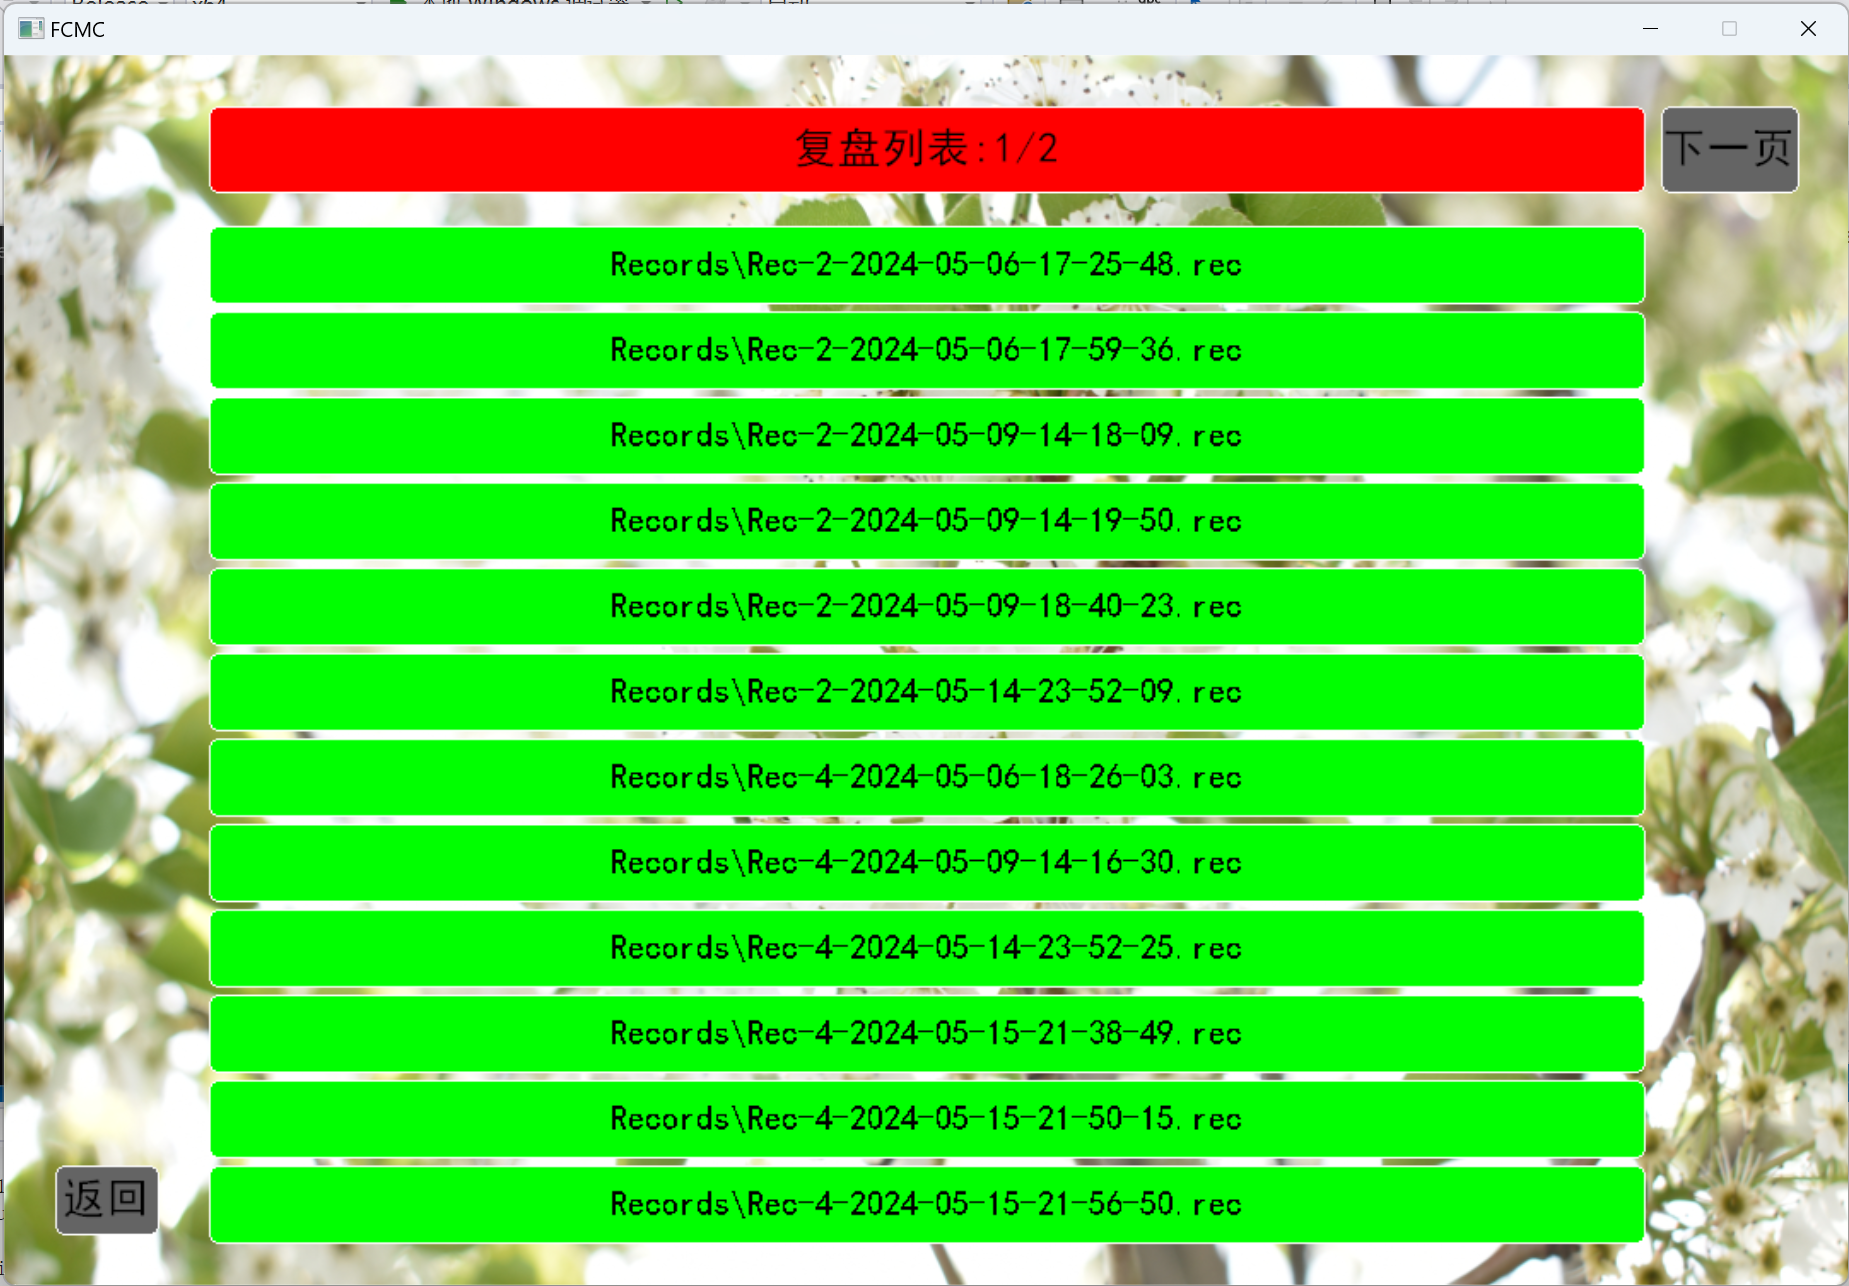 FCMC
复盘列表:1/2
下一页
Records\Rec-2-2024-05-06-17-25-48.rec
Records\Rec-2-2024-05-06-17-59-36.rec
Records\Rec-2-2024-05-09-14-18-09.rec
Records\Rec-2-2024-05-09-14-19-50.rec
Records\Rec-2-2024-05-09-18-40-23.rec
Records\Rec-2-2024-05-14-23-52-09.rec
Records\Rec-4-2024-05-06-18-26-03.rec
Records\Rec-4-2024-05-09-14-16-30.rec
Records\Rec-4-2024-05-14-23-52-25.rec
Records\Rec-4-2024-05-15-21-38-49.rec
Records\Rec-4-2024-05-15-21-50-15.rec
Records\Rec-4-2024-05-15-21-56-50.rec
返回